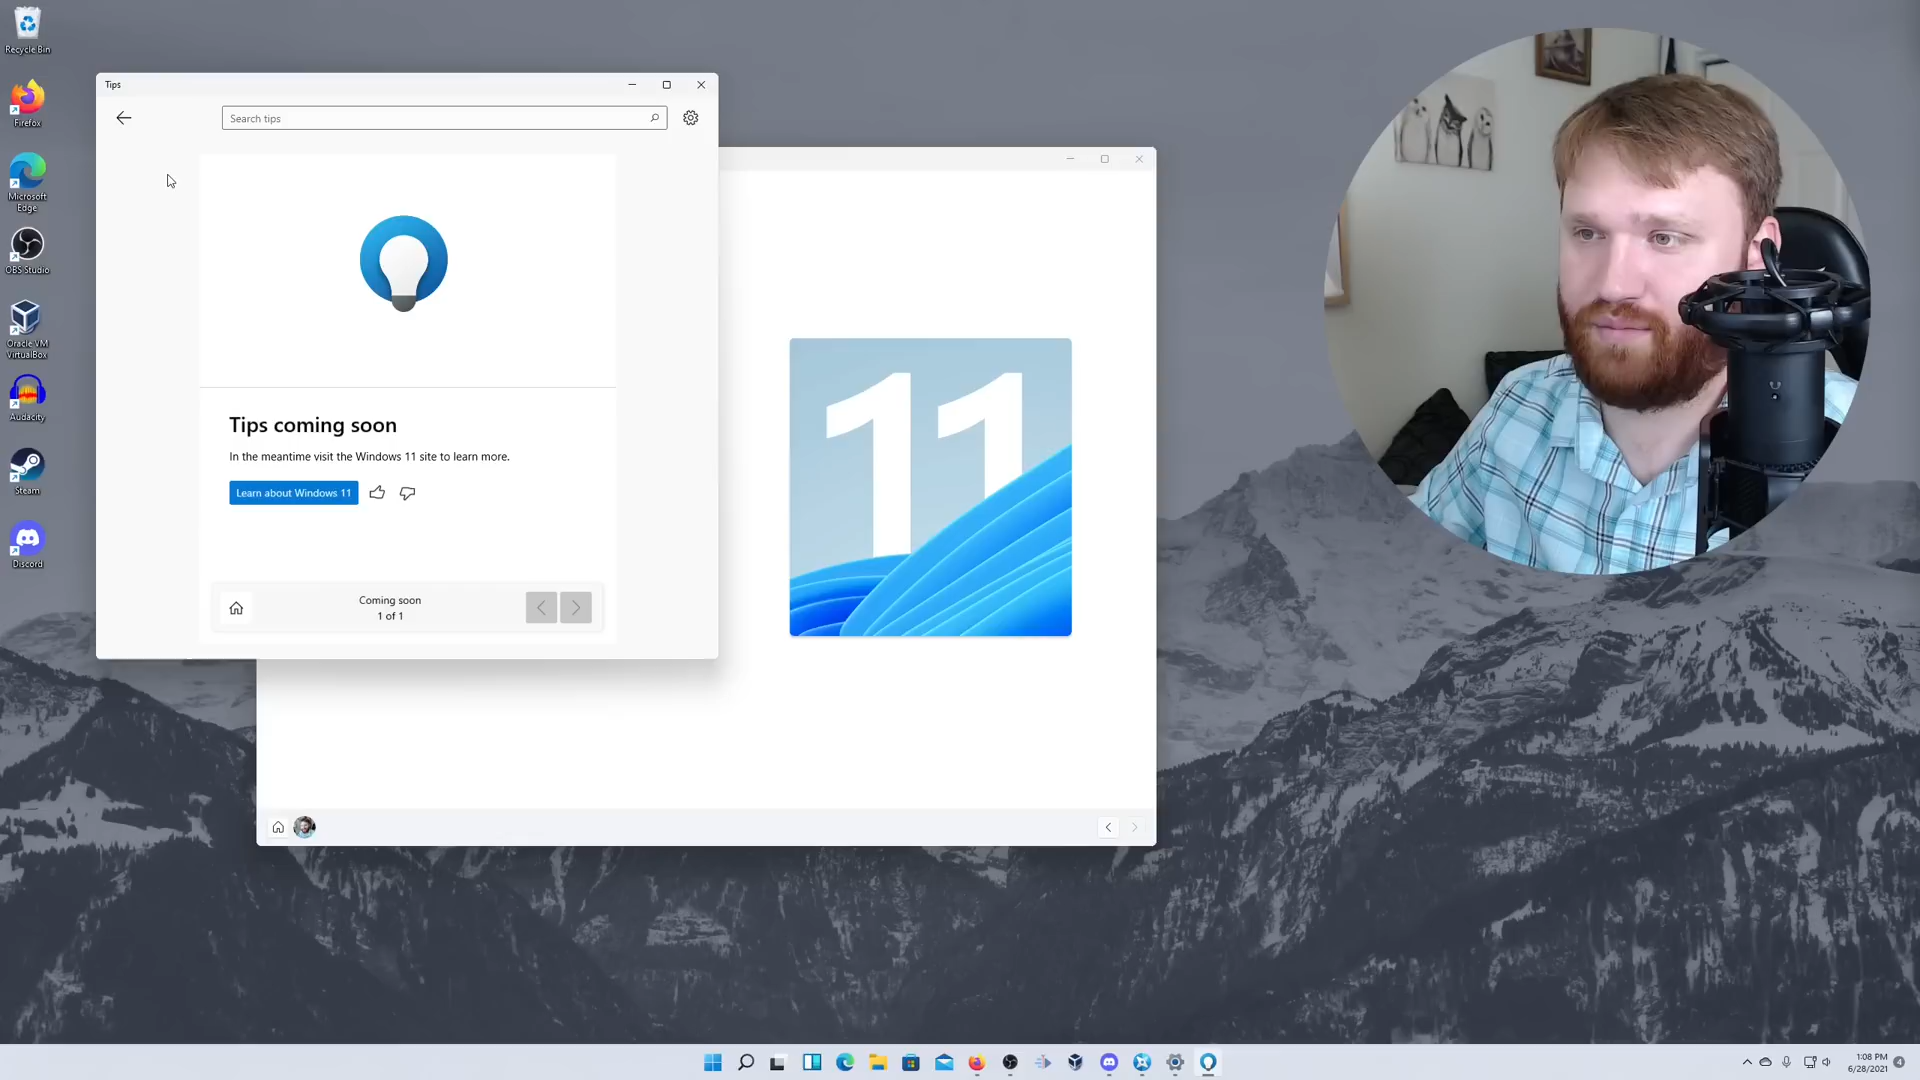 Recycle Bin
Firefox
Microsoft
Edge
OBS Studio
Oracle VM
VirtualBox
Audacity
Steam
Discord
Tips
Search tips
Tips coming soon
In the meantime visit the Windows 11 site to learn more.
Learn about Windows 11
Coming soon
1 of 1
11
1:08 PM
6/28/2021
4